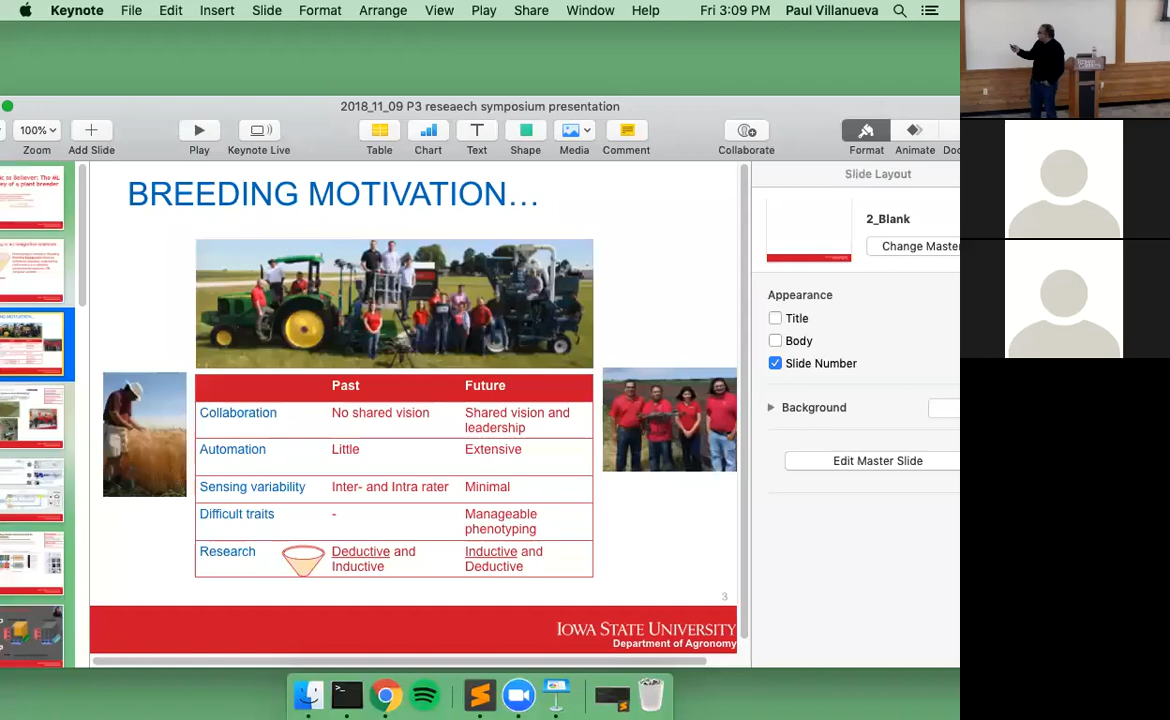 Keynote File Edit Insert Slide Format Arrange View Play Share Window Help Fri 3:09 PM Paul Villanueva
2018_11_09 P3 reseaech symposium presentation
100%
Zoom Add Slide Play Keynote Live Table Chart Text Shape Media Comment Collaborate Format Animate Doc
Slide Layout
2_Blank
Change Master
Appearance
Title
Body
Slide Number
Background
Edit Master Slide
BREEDING MOTIVATION…
Past Future
Collaboration No shared vision Shared vision and
leadership
Automation Little Extensive
Sensing variability Inter- and Intra rater Minimal
Difficult traits - Manageable
phenotyping
Research Deductive and Inductive and
Inductive Deductive
3
IOWA STATE UNIVERSITY
Department of Agronomy